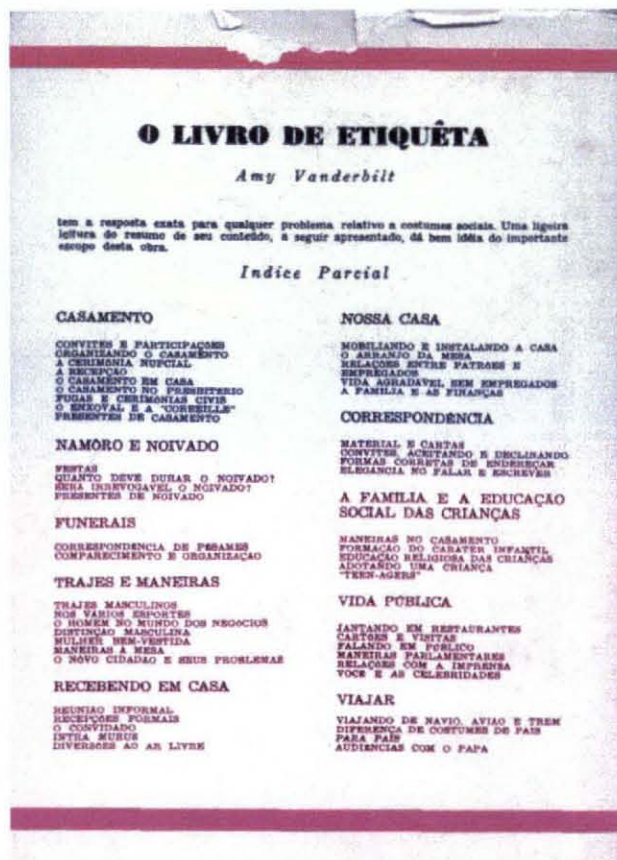 O LIVRO DE ETIQUÊTA
Amy Vanderbilt
tem a resposta exata para qualquer problema relativo a costumes sociais. Uma ligeira
leitura do resumo de seu conteúdo, a seguir apresentado, dá bem idéia do importante
escopo desta obra.
Indice Parcial
CASAMENTO
CONVITES E PARTICIPAÇÕES
ORGANIZANDO O CASAMENTO
A CERIMÔNIA NUPCIAL
A RECEPÇÃO
O CASAMENTO EM CASA
O CASAMENTO NO PRESBITÉRIO
FUGAS E CERIMÔNIAS CIVIS
O ENXOVAL E A "CORBEILLE"
PRESENTES DE CASAMENTO
NAMÔRO E NOIVADO
FESTAS
QUANTO DEVE DURAR O NOIVADO?
SERÁ IRREVOGÁVEL O NOIVADO?
PRESENTES DE NOIVADO
FUNERAIS
CORRESPONDÊNCIA DE PÊSAMES
COMPARECIMENTO E ORGANIZAÇÃO
TRAJES E MANEIRAS
TRAJES MASCULINOS
NOS VÁRIOS ESPORTES
O HOMEM NO MUNDO DOS NEGÓCIOS
DISTINÇÃO MASCULINA
MULHER BEM-VESTIDA
MANEIRAS À MESA
O NÔVO CIDADÃO E SEUS PROBLEMAS
RECEBENDO EM CASA
REUNIÃO INFORMAL
RECEPÇÕES FORMAIS
O CONVIDADO
INTRA MURUS
DIVERSÕES AO AR LIVRE
NOSSA CASA
MOBILIANDO E INSTALANDO A CASA
O ARRANJO DA MESA
RELAÇÕES ENTRE PATRÕES E
EMPREGADOS
VIDA AGRADÁVEL SEM EMPREGADOS
A FAMÍLIA E AS FINANÇAS
CORRESPONDÊNCIA
MATERIAL E CARTAS
CONVITES, ACEITANDO E DECLINANDO
FORMAS CORRETAS DE ENDEREÇAR
ELEGÂNCIA NO FALAR E ESCREVER
A FAMÍLIA E A EDUCAÇÃO
SOCIAL DAS CRIANÇAS
MANEIRAS NO CASAMENTO
FORMAÇÃO DO CARÁTER INFANTIL
EDUCAÇÃO RELIGIOSA DAS CRIANÇAS
ADOTANDO UMA CRIANÇA
"TEEN-AGERS"
VIDA PÚBLICA
JANTANDO EM RESTAURANTES
CARTÕES E VISITAS
FALANDO EM PÚBLICO
MANEIRAS PARLAMENTARES
RELAÇÕES COM A IMPRENSA
VOCÊ E AS CELEBRIDADES
VIAJAR
VIAJANDO DE NAVIO, AVIÃO E TREM
DIFERENÇA DE COSTUMES DE PAÍS
PARA PAÍS
AUDIÊNCIAS COM O PAPA